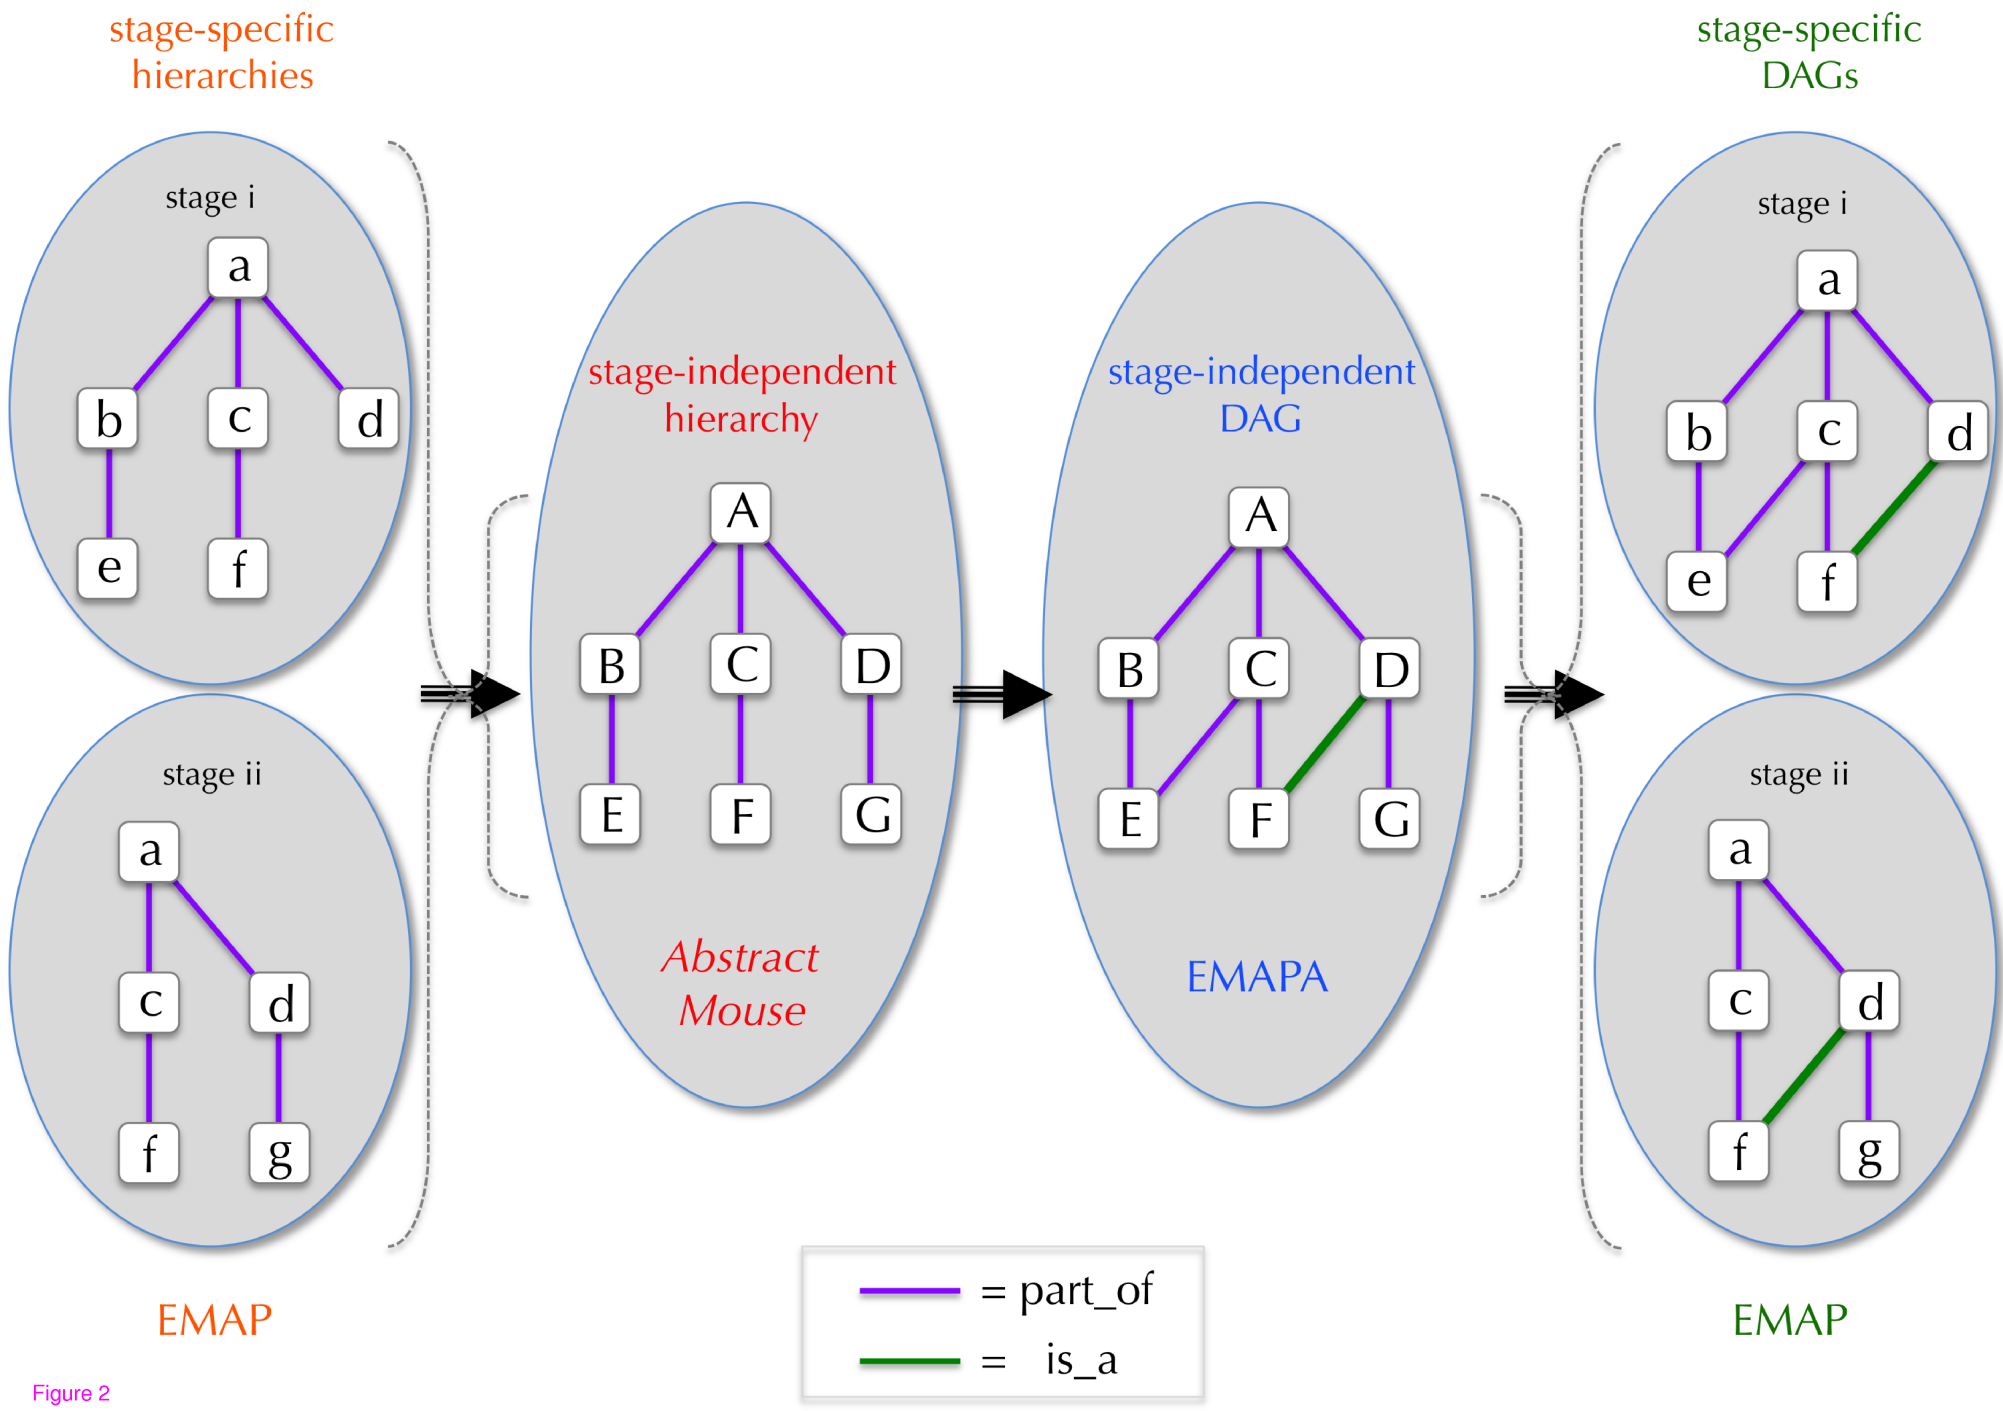 stage-specific
hierarchies
stage i
a
b c d
e f
stage ii
a
c d
f g
EMAP
stage-independent
hierarchy
A
B C D
E F G
Abstract
Mouse
stage-independent
DAG
A
B C D
E F G
EMAPA
stage-specific
DAGs
stage i
a
b c d
e f
stage ii
a
c d
f g
EMAP
= part_of
= is_a
Figure 2